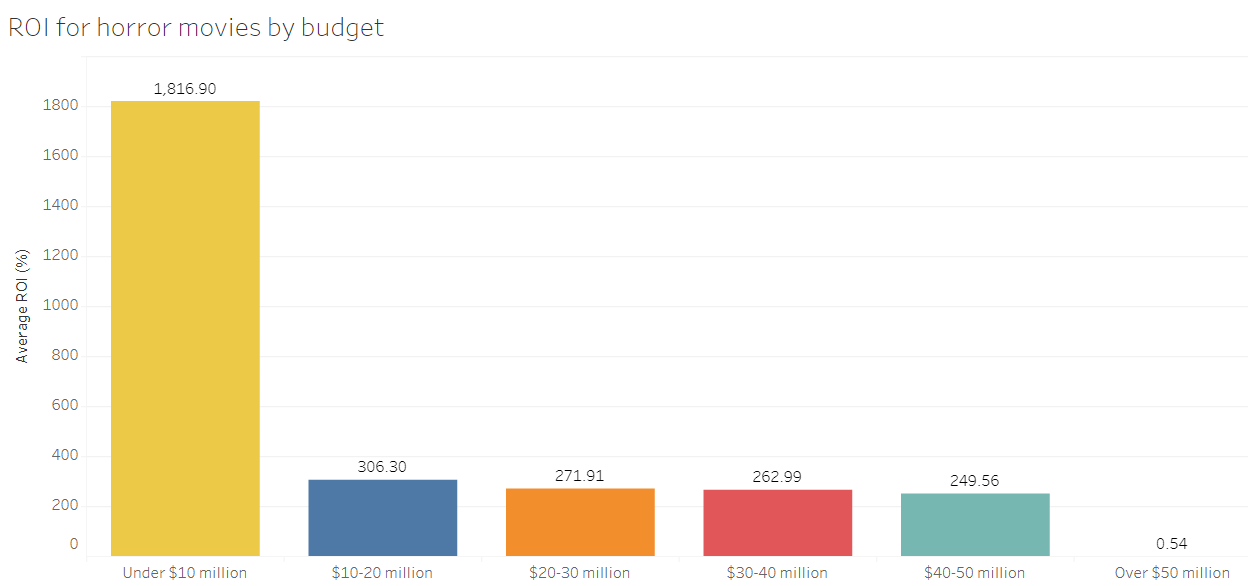 ROI for horror movies by budget
Average ROI (%)
1800
1600
1400
1200
1000
800
600
400
200
0
1,816.90
306.30
271.91
262.99
249.56
0.54
Under $10 million
$10-20 million
$20-30 million
$30-40 million
$40-50 million
Over $50 million